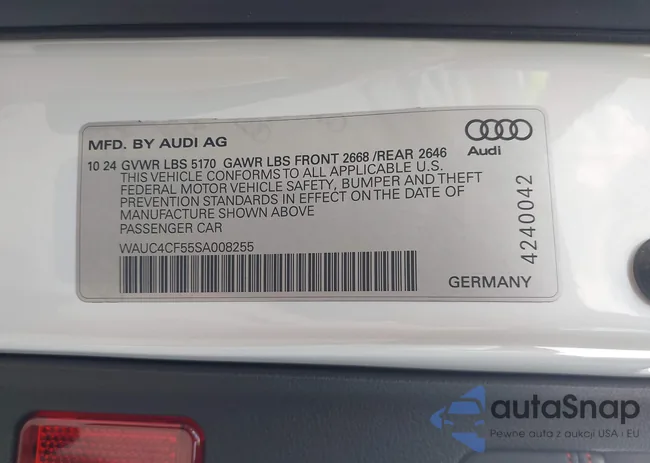 MFD. BY AUDI AG
Audi
10 24 GVWR LBS 5170 GAWR LBS FRONT 2668 /REAR 2646
THIS VEHICLE CONFORMS TO ALL APPLICABLE U.S.
FEDERAL MOTOR VEHICLE SAFETY, BUMPER AND THEFT
PREVENTION STANDARDS IN EFFECT ON THE DATE OF
MANUFACTURE SHOWN ABOVE
PASSENGER CAR
WAUC4CF55SA008255
GERMANY
4240042
autaSnap
Pewne auta z aukcji USA i EU